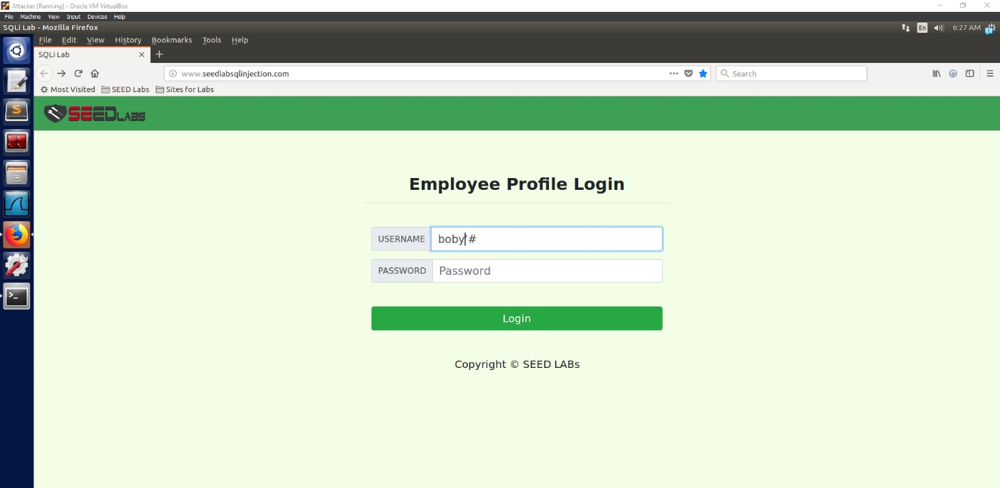 Attacker [Running] - Oracle VM VirtualBox
File Machine View Input Devices Help
SQLi Lab - Mozilla Firefox
En
6:27 AM
File Edit View History Bookmarks Tools Help
SQLi Lab
www.seedlabsqlinjection.com
Search
Most Visited SEED Labs Sites for Labs
SEEDLABS
Employee Profile Login
USERNAME boby'#
PASSWORD Password
Login
Copyright © SEED LABs